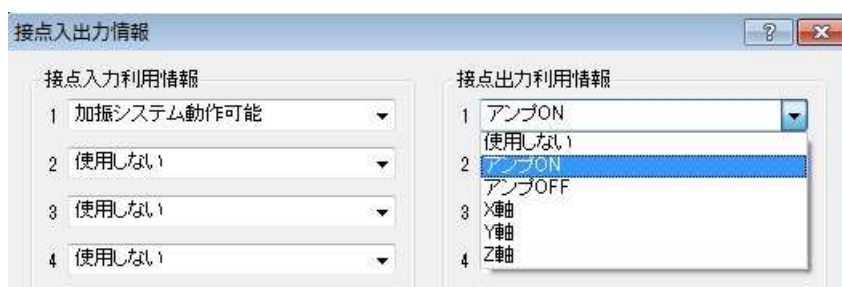 接点入出力情報
接点入力利用情報
1 加振システム動作可能
2 使用しない
3 使用しない
4 使用しない
接点出力利用情報
1 アンプON
使用しない
2 アンプON
アンプOFF
3 X軸
Y軸
4 Z軸